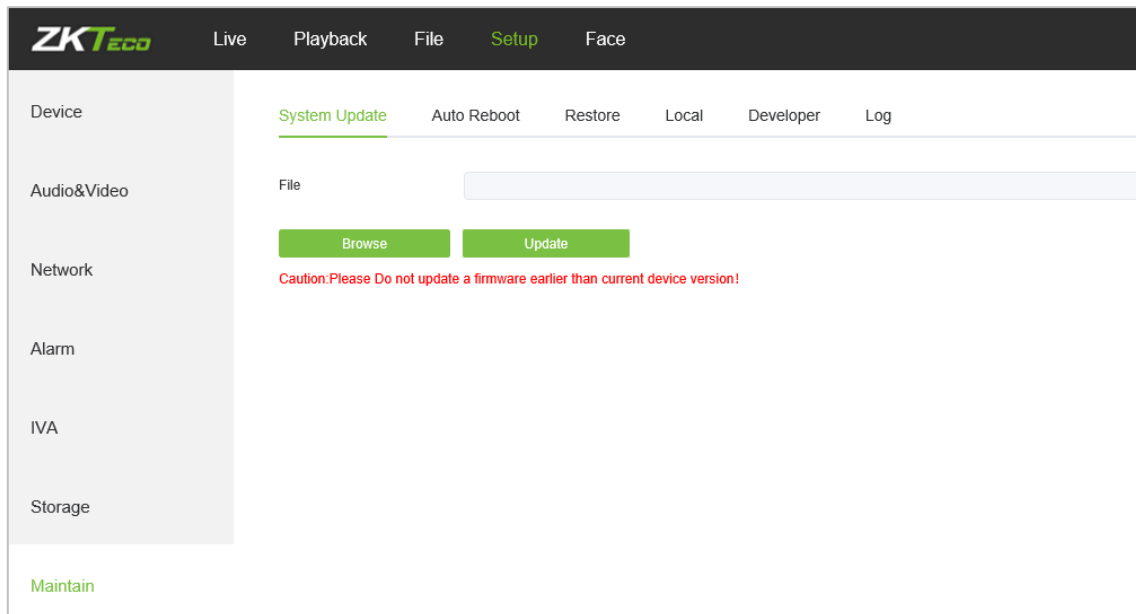 ZKTeco Live Playback File Setup Face
Device
System Update Auto Reboot Restore Local Developer Log
Audio&Video
File
Browse Update
Network
Caution:Please Do not update a firmware earlier than current device version!
Alarm
IVA
Storage
Maintain